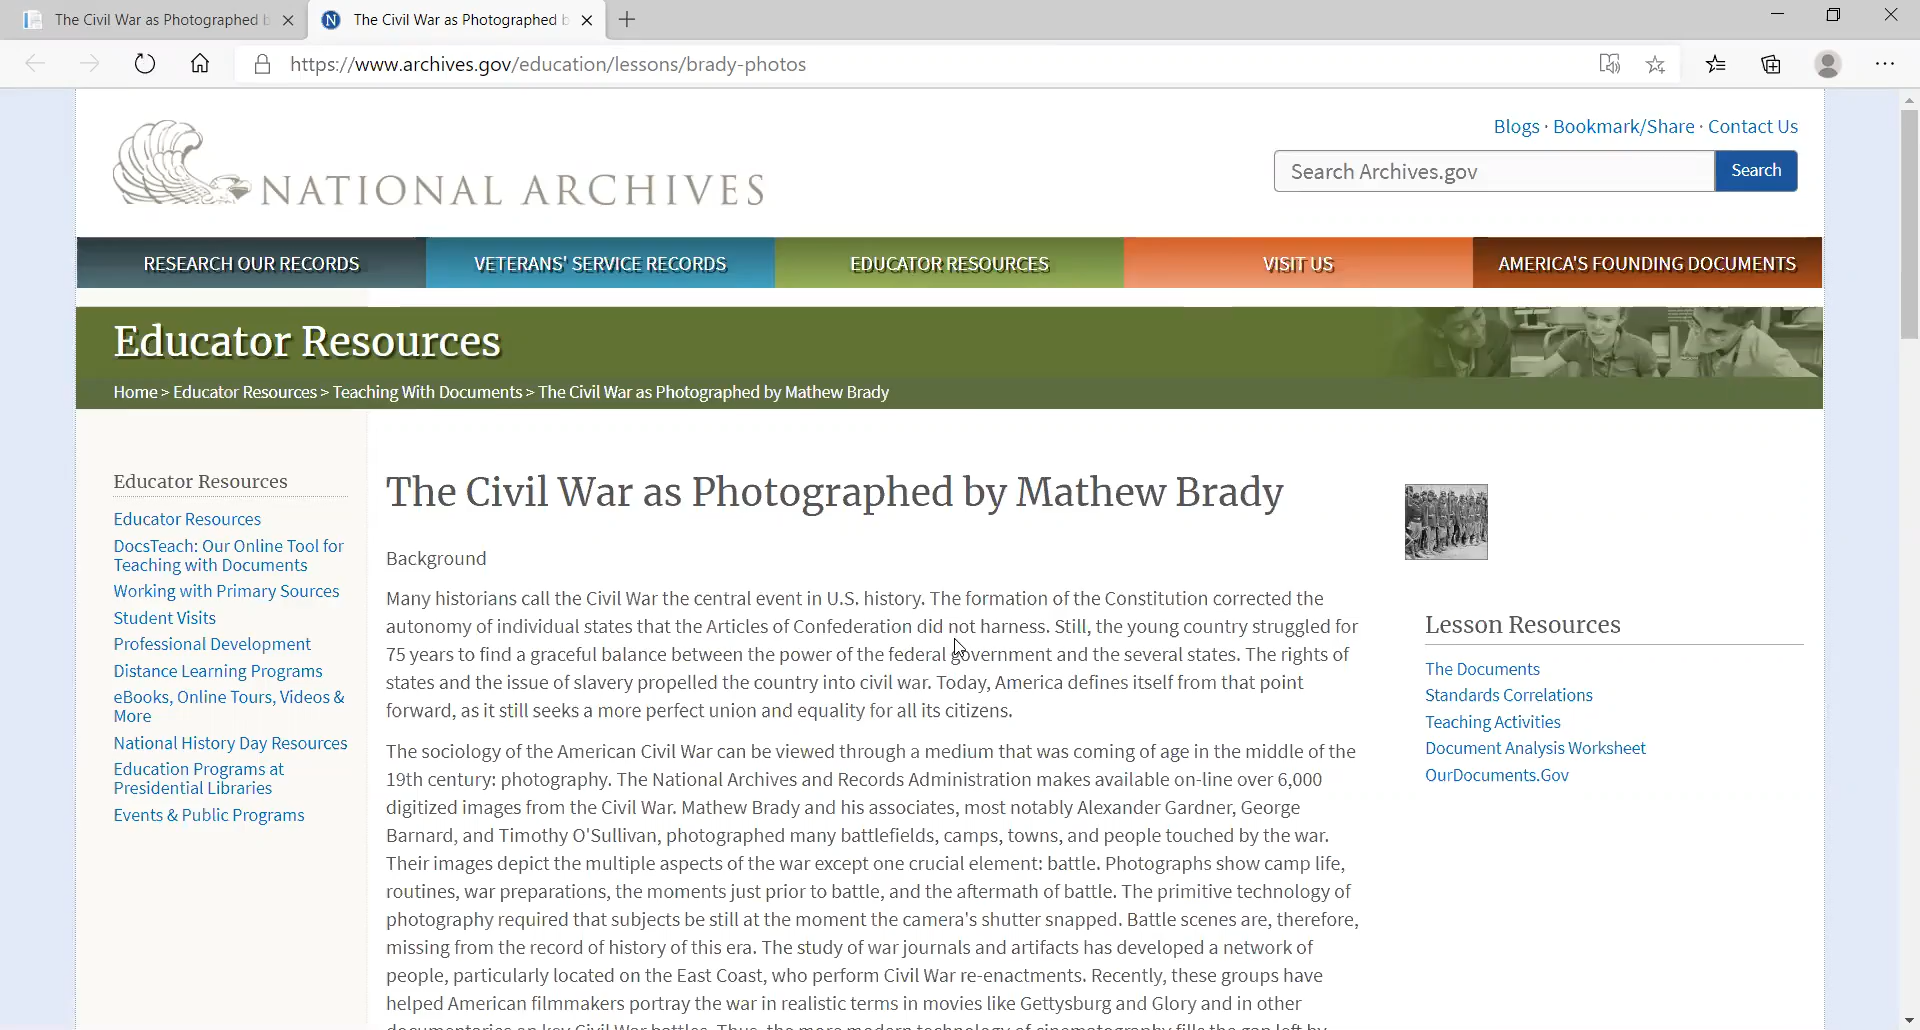 The Civil War as Photographed b
The Civil War as Photographed b
https://www.archives.gov/education/lessons/brady-photos
Blogs · Bookmark/Share · Contact Us
NATIONAL ARCHIVES
Search Archives.gov
Search
RESEARCH OUR RECORDS
VETERANS' SERVICE RECORDS
EDUCATOR RESOURCES
VISIT US
AMERICA'S FOUNDING DOCUMENTS
Educator Resources
Home > Educator Resources > Teaching With Documents > The Civil War as Photographed by Mathew Brady
Educator Resources
Educator Resources
DocsTeach: Our Online Tool for
Teaching with Documents
Working with Primary Sources
Student Visits
Professional Development
Distance Learning Programs
eBooks, Online Tours, Videos &
More
National History Day Resources
Education Programs at
Presidential Libraries
Events & Public Programs
The Civil War as Photographed by Mathew Brady
Background
Many historians call the Civil War the central event in U.S. history. The formation of the Constitution corrected the
autonomy of individual states that the Articles of Confederation did not harness. Still, the young country struggled for
75 years to find a graceful balance between the power of the federal government and the several states. The rights of
states and the issue of slavery propelled the country into civil war. Today, America defines itself from that point
forward, as it still seeks a more perfect union and equality for all its citizens.
The sociology of the American Civil War can be viewed through a medium that was coming of age in the middle of the
19th century: photography. The National Archives and Records Administration makes available on-line over 6,000
digitized images from the Civil War. Mathew Brady and his associates, most notably Alexander Gardner, George
Barnard, and Timothy O'Sullivan, photographed many battlefields, camps, towns, and people touched by the war.
Their images depict the multiple aspects of the war except one crucial element: battle. Photographs show camp life,
routines, war preparations, the moments just prior to battle, and the aftermath of battle. The primitive technology of
photography required that subjects be still at the moment the camera's shutter snapped. Battle scenes are, therefore,
missing from the record of history of this era. The study of war journals and artifacts has developed a network of
people, particularly located on the East Coast, who perform Civil War re-enactments. Recently, these groups have
helped American filmmakers portray the war in realistic terms in movies like Gettysburg and Glory and in other
documentaries on key Civil War battles. Thus, the more modern technology of cinematography fills the gap left by
Lesson Resources
The Documents
Standards Correlations
Teaching Activities
Document Analysis Worksheet
OurDocuments.Gov